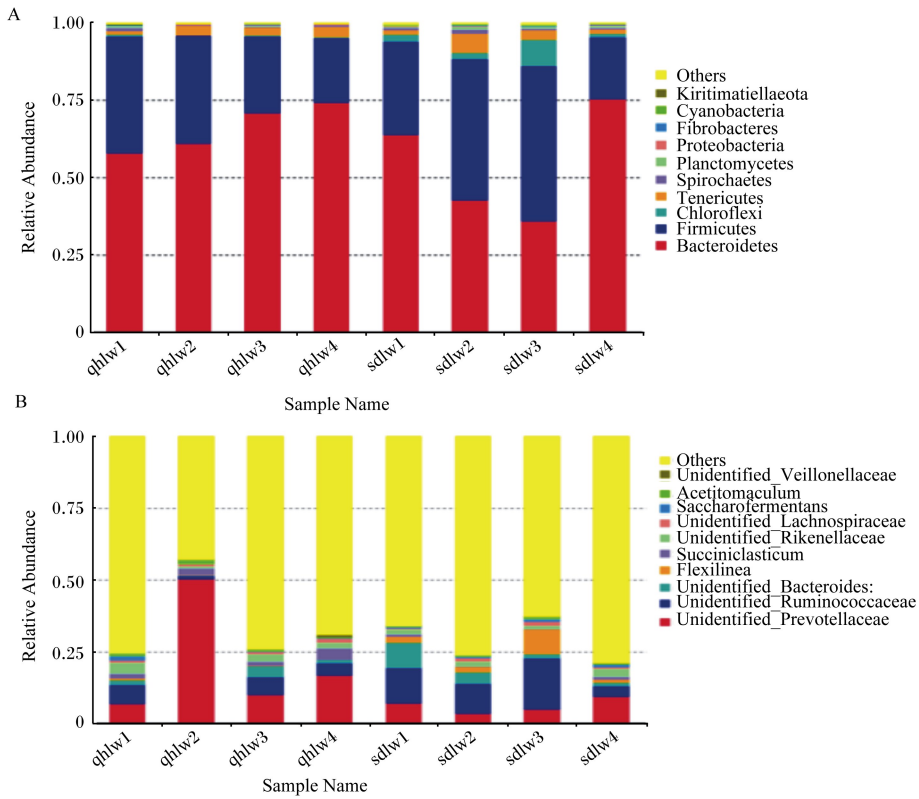 A
1.00
0.75
0.50
0.25
0
Relative Abundance
Others
Kiritimatiellaeota
Cyanobacteria
Fibrobacteres
Proteobacteria
Planctomycetes
Spirochaetes
Tenericutes
Chloroflexi
Firmicutes
Bacteroidetes
qhlw1
qhlw2
qhlw3
qhlw4
sdlw1
sdlw2
sdlw3
sdlw4
Sample Name
B
1.00
0.75
0.50
0.25
0
Relative Abundance
Others
Unidentified_Veillonellaceae
Acetitomaculum
Saccharofermentans
Unidentified_Lachnospiraceae
Unidentified_Rikenellaceae
Succiniclasticum
Flexilinea
Unidentified_Bacteroides:
Unidentified_Ruminococcaceae
Unidentified_Prevotellaceae
qhlw1
qhlw2
qhlw3
qhlw4
sdlw1
sdlw2
sdlw3
sdlw4
Sample Name